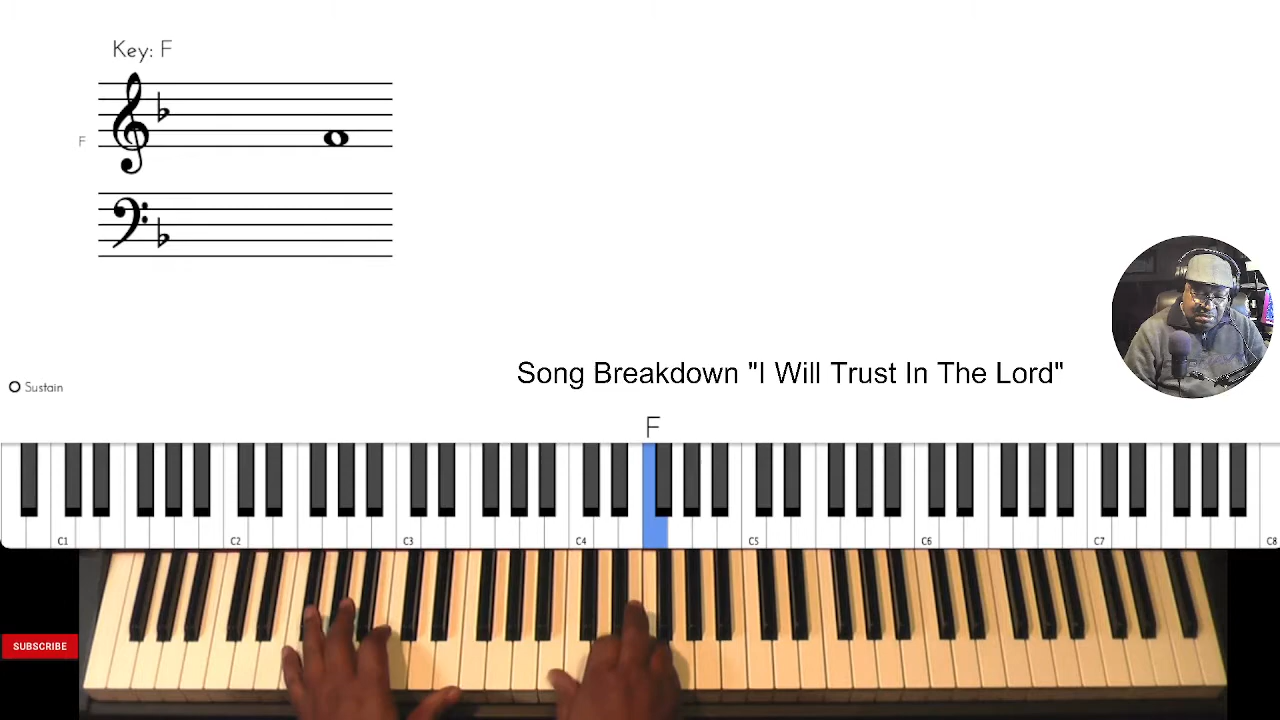 Key: F
F
Sustain
Song Breakdown "I Will Trust In The Lord"
F
C1 C2 C3 C4 C5 C6 C7 C8
SUBSCRIBE